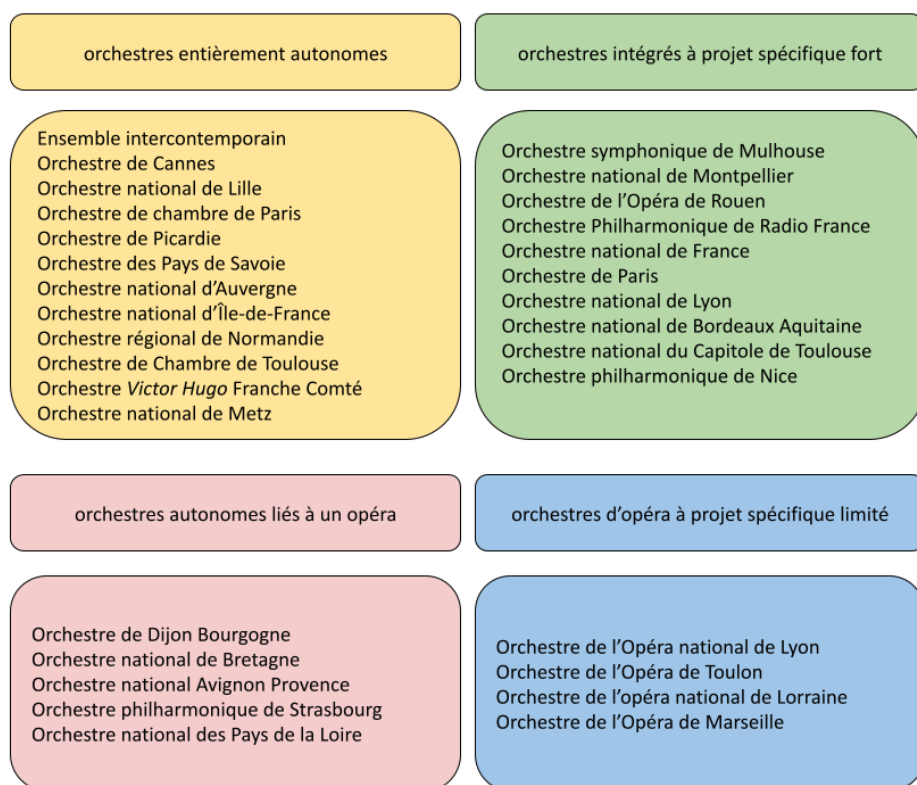 orchestres entièrement autonomes
Ensemble intercontemporain
Orchestre de Cannes
Orchestre national de Lille
Orchestre de chambre de Paris
Orchestre de Picardie
Orchestre des Pays de Savoie
Orchestre national d’Auvergne
Orchestre national d’Île-de-France
Orchestre régional de Normandie
Orchestre de Chambre de Toulouse
Orchestre Victor Hugo Franche Comté
Orchestre national de Metz
orchestres intégrés à projet spécifique fort
Orchestre symphonique de Mulhouse
Orchestre national de Montpellier
Orchestre de l’Opéra de Rouen
Orchestre Philharmonique de Radio France
Orchestre national de France
Orchestre de Paris
Orchestre national de Lyon
Orchestre national de Bordeaux Aquitaine
Orchestre national du Capitole de Toulouse
Orchestre philharmonique de Nice
orchestres autonomes liés à un opéra
Orchestre de Dijon Bourgogne
Orchestre national de Bretagne
Orchestre national Avignon Provence
Orchestre philharmonique de Strasbourg
Orchestre national des Pays de la Loire
orchestres d’opéra à projet spécifique limité
Orchestre de l’Opéra national de Lyon
Orchestre de l’Opéra de Toulon
Orchestre de l’opéra national de Lorraine
Orchestre de l’Opéra de Marseille